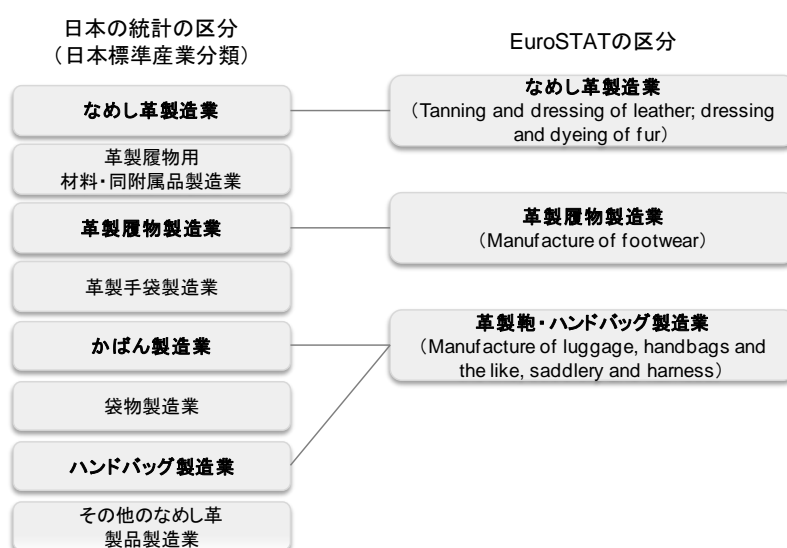 日本の統計の区分
（日本標準産業分類）
EuroSTATの区分
なめし革製造業
革製履物用
材料・同附属品製造業
革製履物製造業
革製手袋製造業
かばん製造業
袋物製造業
ハンドバッグ製造業
その他のなめし革
製品製造業
なめし革製造業
（Tanning and dressing of leather; dressing
and dyeing of fur）
革製履物製造業
（Manufacture of footwear）
革製鞄・ハンドバッグ製造業
（Manufacture of luggage, handbags and
the like, saddlery and harness）